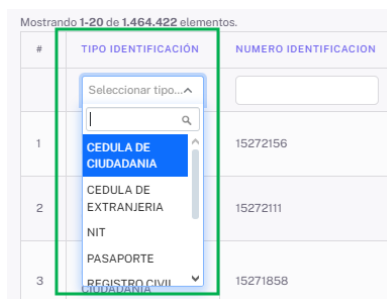 Mostrando 1-20 de 1.464.422 elementos.
# TIPO IDENTIFICACIÓN NUMERO IDENTIFICACION
Seleccionar tipo...
CEDULA DE
CIUDADANIA
1 15272156
CEDULA DE
EXTRANJERIA
2 15272111
NIT
PASAPORTE
REGISTRO CIVIL
3 15271858
CIUDADANIA